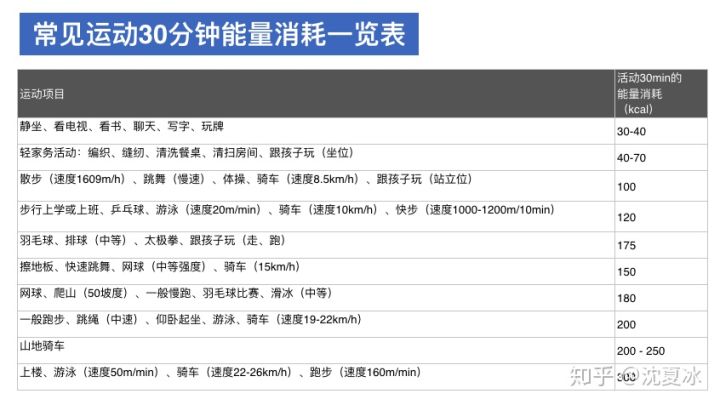 常见运动30分钟能量消耗一览表
运动项目
活动30min的
能量消耗
（kcal）
静坐、看电视、看书、聊天、写字、玩牌
30-40
轻家务活动：编织、缝纫、清洗餐桌、清扫房间、跟孩子玩（坐位）
40-70
散步（速度1609m/h）、跳舞（慢速）、体操、骑车（速度8.5km/h）、跟孩子玩（站立位）
100
步行上学或上班、乒乓球、游泳（速度20m/min）、骑车（速度10km/h）、快步（速度1000-1200m/10min）
120
羽毛球、排球（中等）、太极拳、跟孩子玩（走、跑）
175
擦地板、快速跳舞、网球（中等强度）、骑车（15km/h）
150
网球、爬山（50坡度）、一般慢跑、羽毛球比赛、滑冰（中等）
180
一般跑步、跳绳（中速）、仰卧起坐、游泳、骑车（速度19-22km/h）
200
山地骑车
200 - 250
上楼、游泳（速度50m/min）、骑车（速度22-26km/h）、跑步（速度160m/min）
300
知乎 @沈夏冰